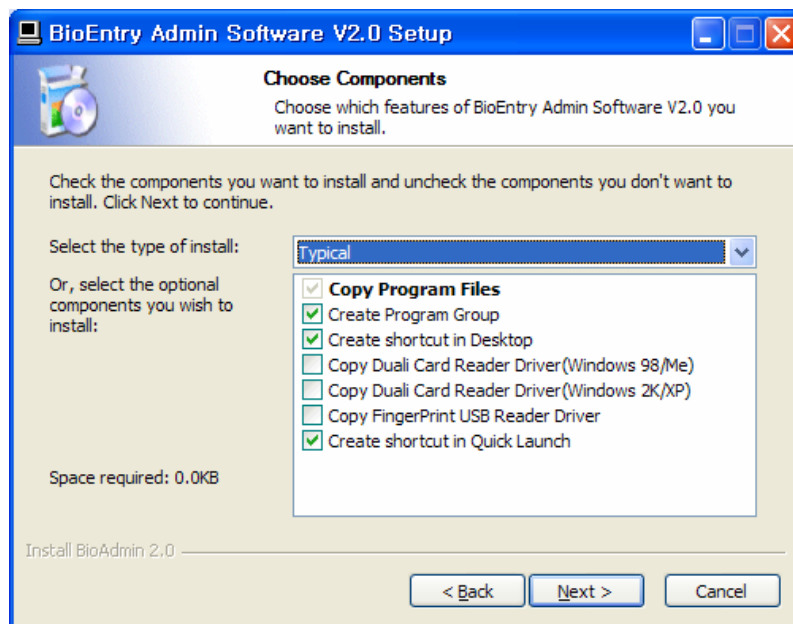 BioEntry Admin Software V2.0 Setup
Choose Components
Choose which features of BioEntry Admin Software V2.0 you
want to install.
Check the components you want to install and uncheck the components you don't want to
install. Click Next to continue.
Select the type of install:
Typical
Or, select the optional
components you wish to
install:
Copy Program Files
Create Program Group
Create shortcut in Desktop
Copy Duali Card Reader Driver(Windows 98/Me)
Copy Duali Card Reader Driver(Windows 2K/XP)
Copy FingerPrint USB Reader Driver
Create shortcut in Quick Launch
Space required: 0.0KB
Install BioAdmin 2.0
< Back
Next >
Cancel